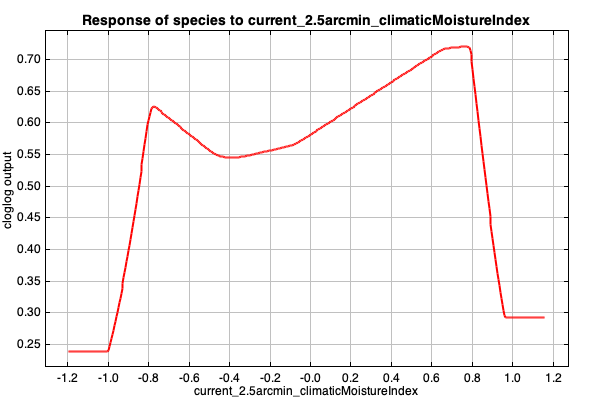 Response of species to current_2.5arcmin_climaticMoistureIndex
0.70
0.65
0.60
0.55
0.50
0.45
0.40
0.35
0.30
0.25
cloglog output
-1.2 -1.0 -0.8 -0.6 -0.4 -0.2 -0.0 0.2 0.4 0.6 0.8 1.0 1.2
current_2.5arcmin_climaticMoistureIndex